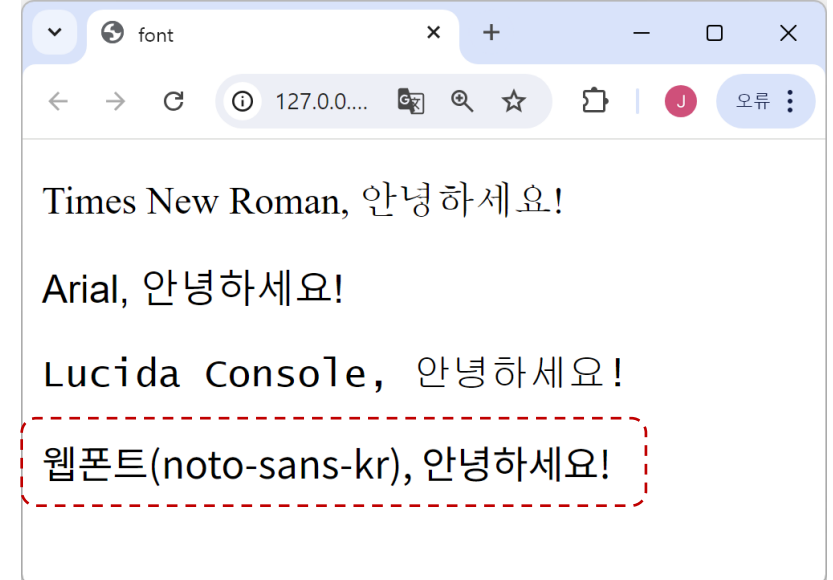 font
127.0.0....
J
오류
Times New Roman, 안녕하세요!
Arial, 안녕하세요!
Lucida Console, 안녕하세요!
웹폰트(noto-sans-kr), 안녕하세요!